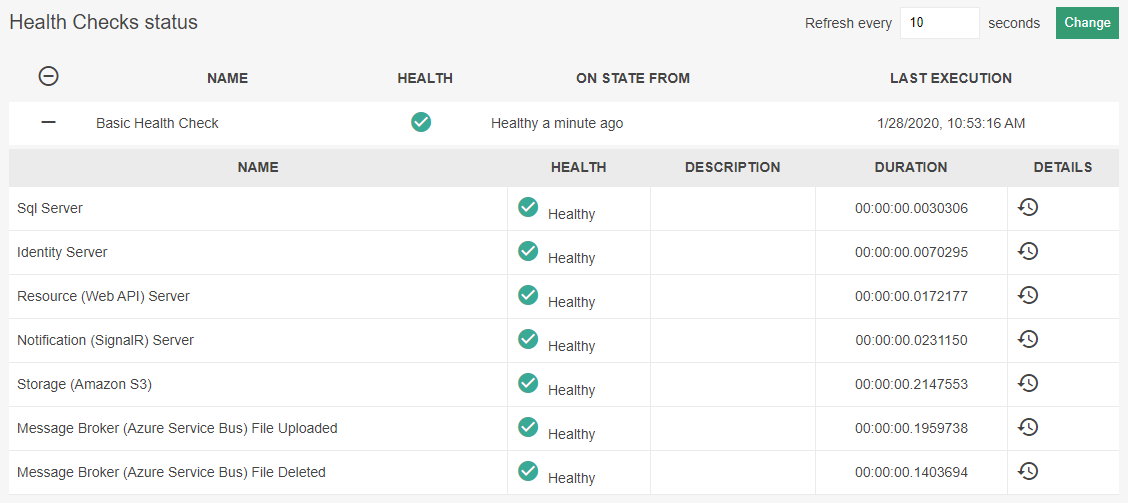 Health Checks status
Refresh every 10 seconds Change
NAME HEALTH ON STATE FROM LAST EXECUTION
Basic Health Check Healthy a minute ago 1/28/2020, 10:53:16 AM
NAME HEALTH DESCRIPTION DURATION DETAILS
Sql Server Healthy 00:00:00.0030306
Identity Server Healthy 00:00:00.0070295
Resource (Web API) Server Healthy 00:00:00.0172177
Notification (SignalR) Server Healthy 00:00:00.0231150
Storage (Amazon S3) Healthy 00:00:00.2147553
Message Broker (Azure Service Bus) File Uploaded Healthy 00:00:00.1959738
Message Broker (Azure Service Bus) File Deleted Healthy 00:00:00.1403694